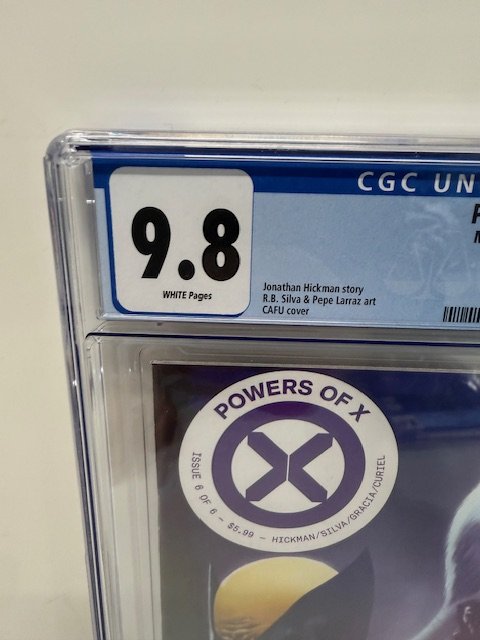 CGC UN
9.8
WHITE Pages
Jonathan Hickman story
R.B. Silva & Pepe Larraz art
CAFU cover
POWERS OF X
X
ISSUE 6 OF 6 - $5.99 - HICKMAN/SILVA/GRACIA/CURIEL